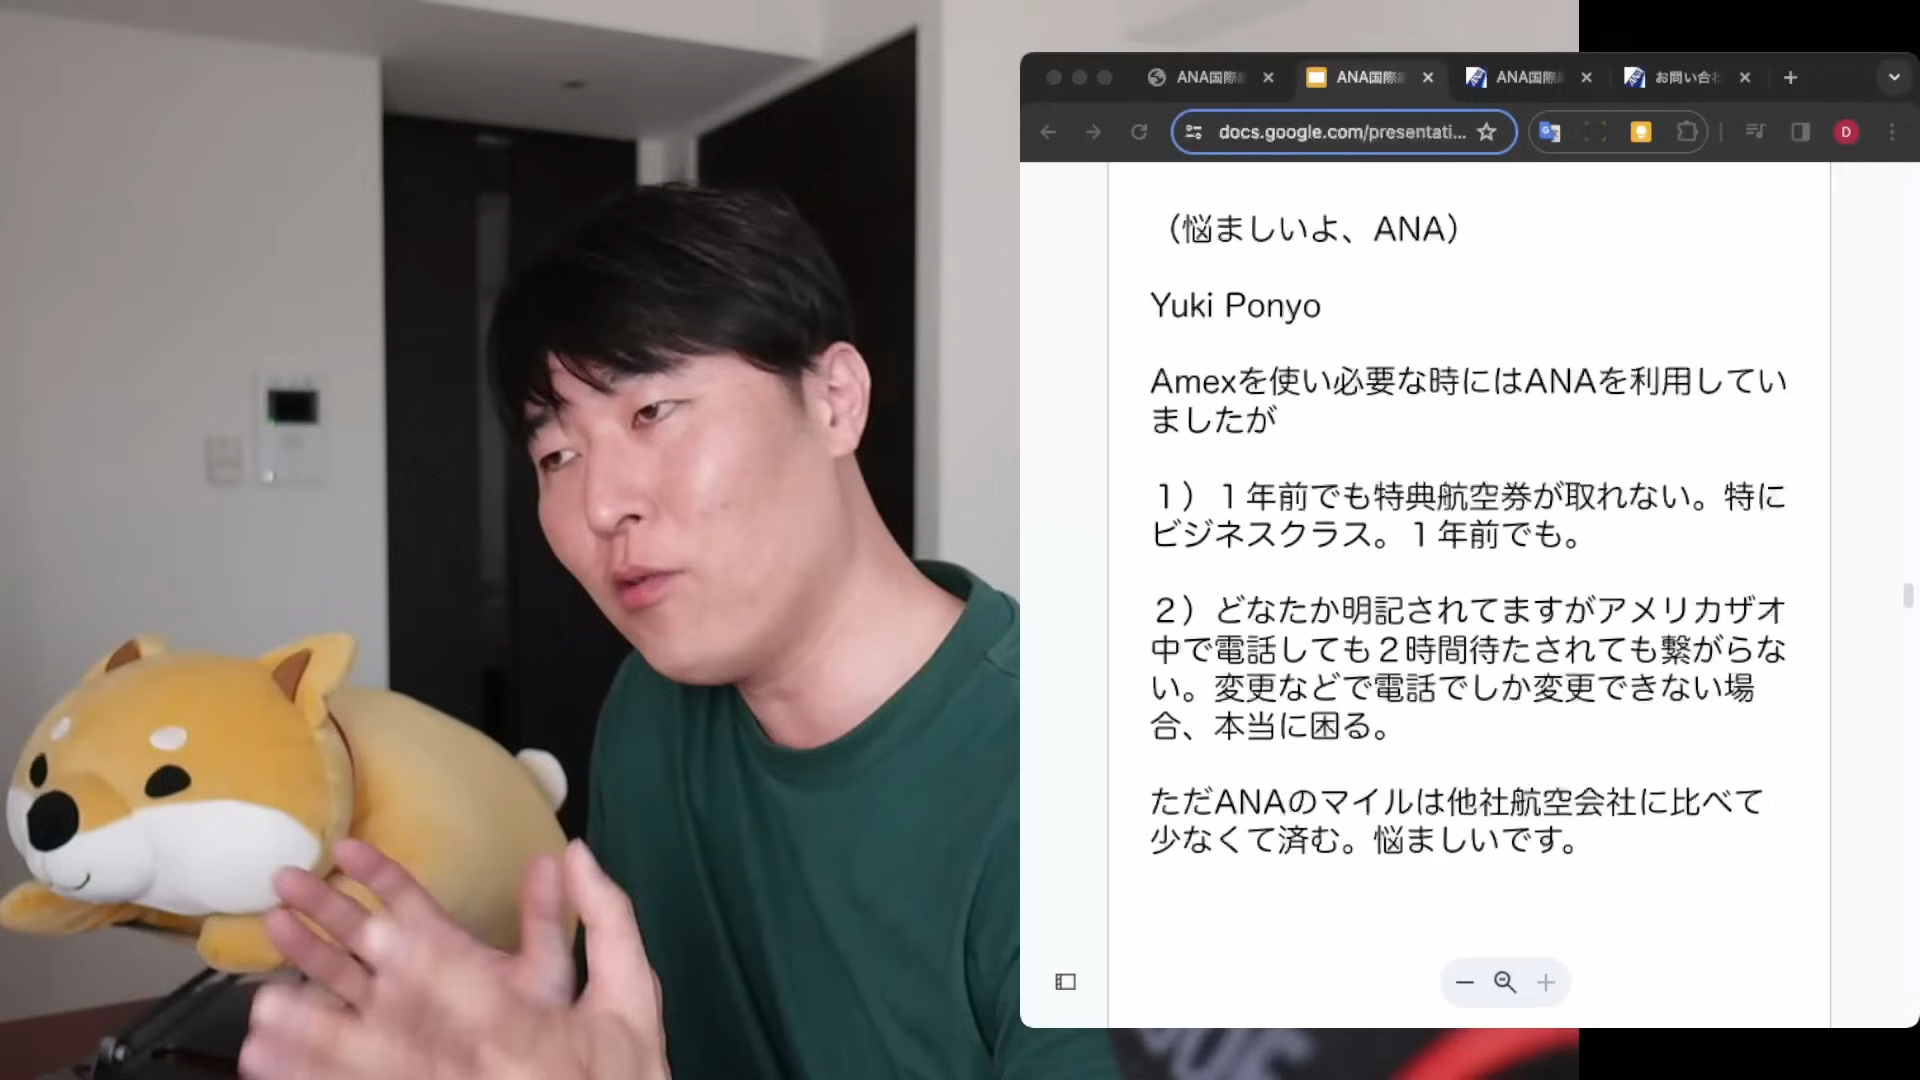 ANA国際
ANA国際
ANA国際
お問い合わ
docs.google.com/presentati...
D
（悩ましいよ、ANA）
Yuki Ponyo
Amexを使い必要な時にはANAを利用してい
ましたが
１）１年前でも特典航空券が取れない。特に
ビジネスクラス。１年前でも。
２）どなたか明記されてますがアメリカザオ
中で電話しても２時間待たされても繋がらな
い。変更などで電話でしか変更できない場
合、本当に困る。
ただANAのマイルは他社航空会社に比べて
少なくて済む。悩ましいです。